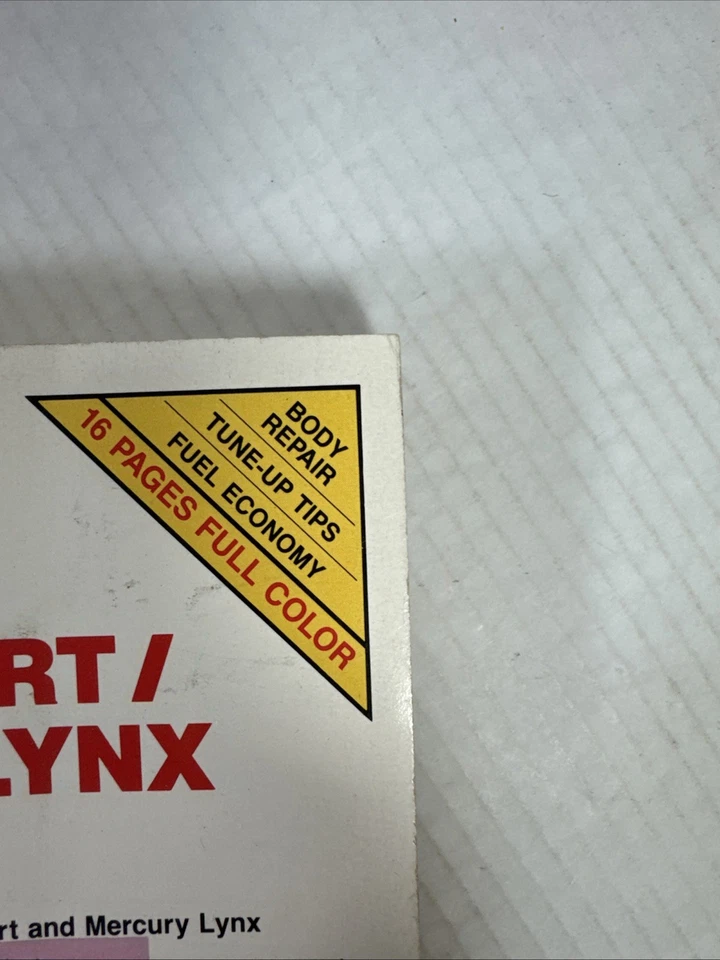 BODY
REPAIR
TUNE-UP TIPS
FUEL ECONOMY
16 PAGES FULL COLOR
RT/
LYNX
rt and Mercury Lynx